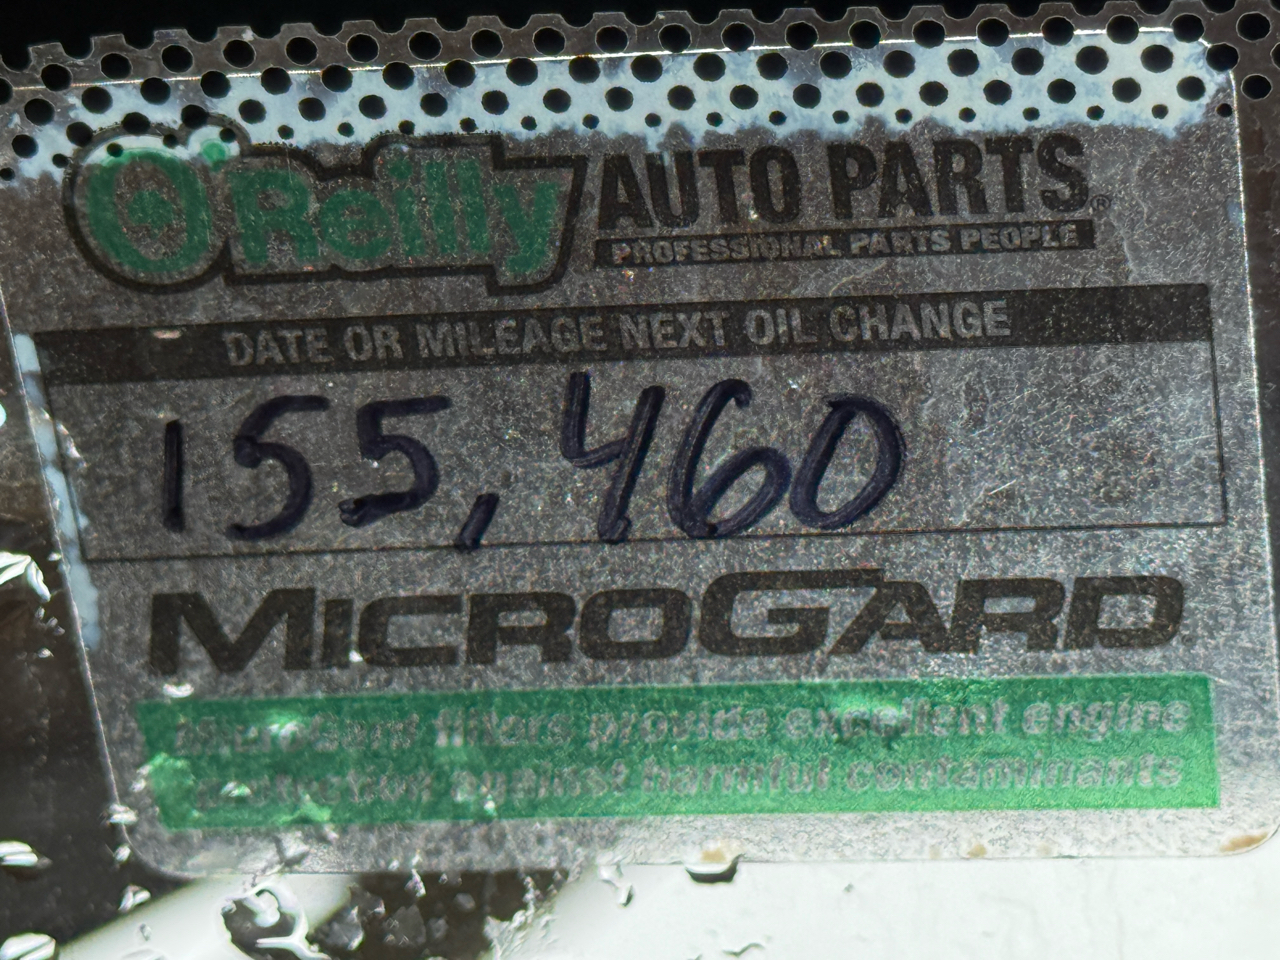 O'Reilly AUTO PARTS®
PROFESSIONAL PARTS PEOPLE
DATE OR MILEAGE NEXT OIL CHANGE
155,460
MICROGARD
MicroGard filters provide excellent engine
protection against harmful contaminants